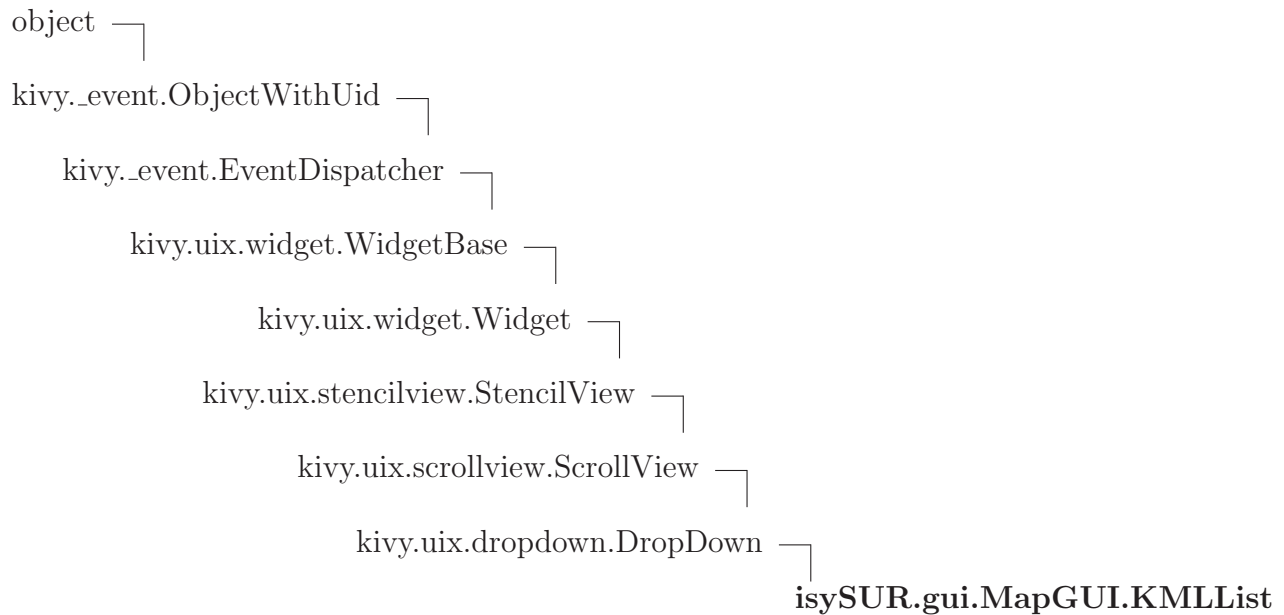 object
kivy._event.ObjectWithUid
kivy._event.EventDispatcher
kivy.uix.widget.WidgetBase
kivy.uix.widget.Widget
kivy.uix.stencilview.StencilView
kivy.uix.scrollview.ScrollView
kivy.uix.dropdown.DropDown
isySUR.gui.MapGUI.KMLList